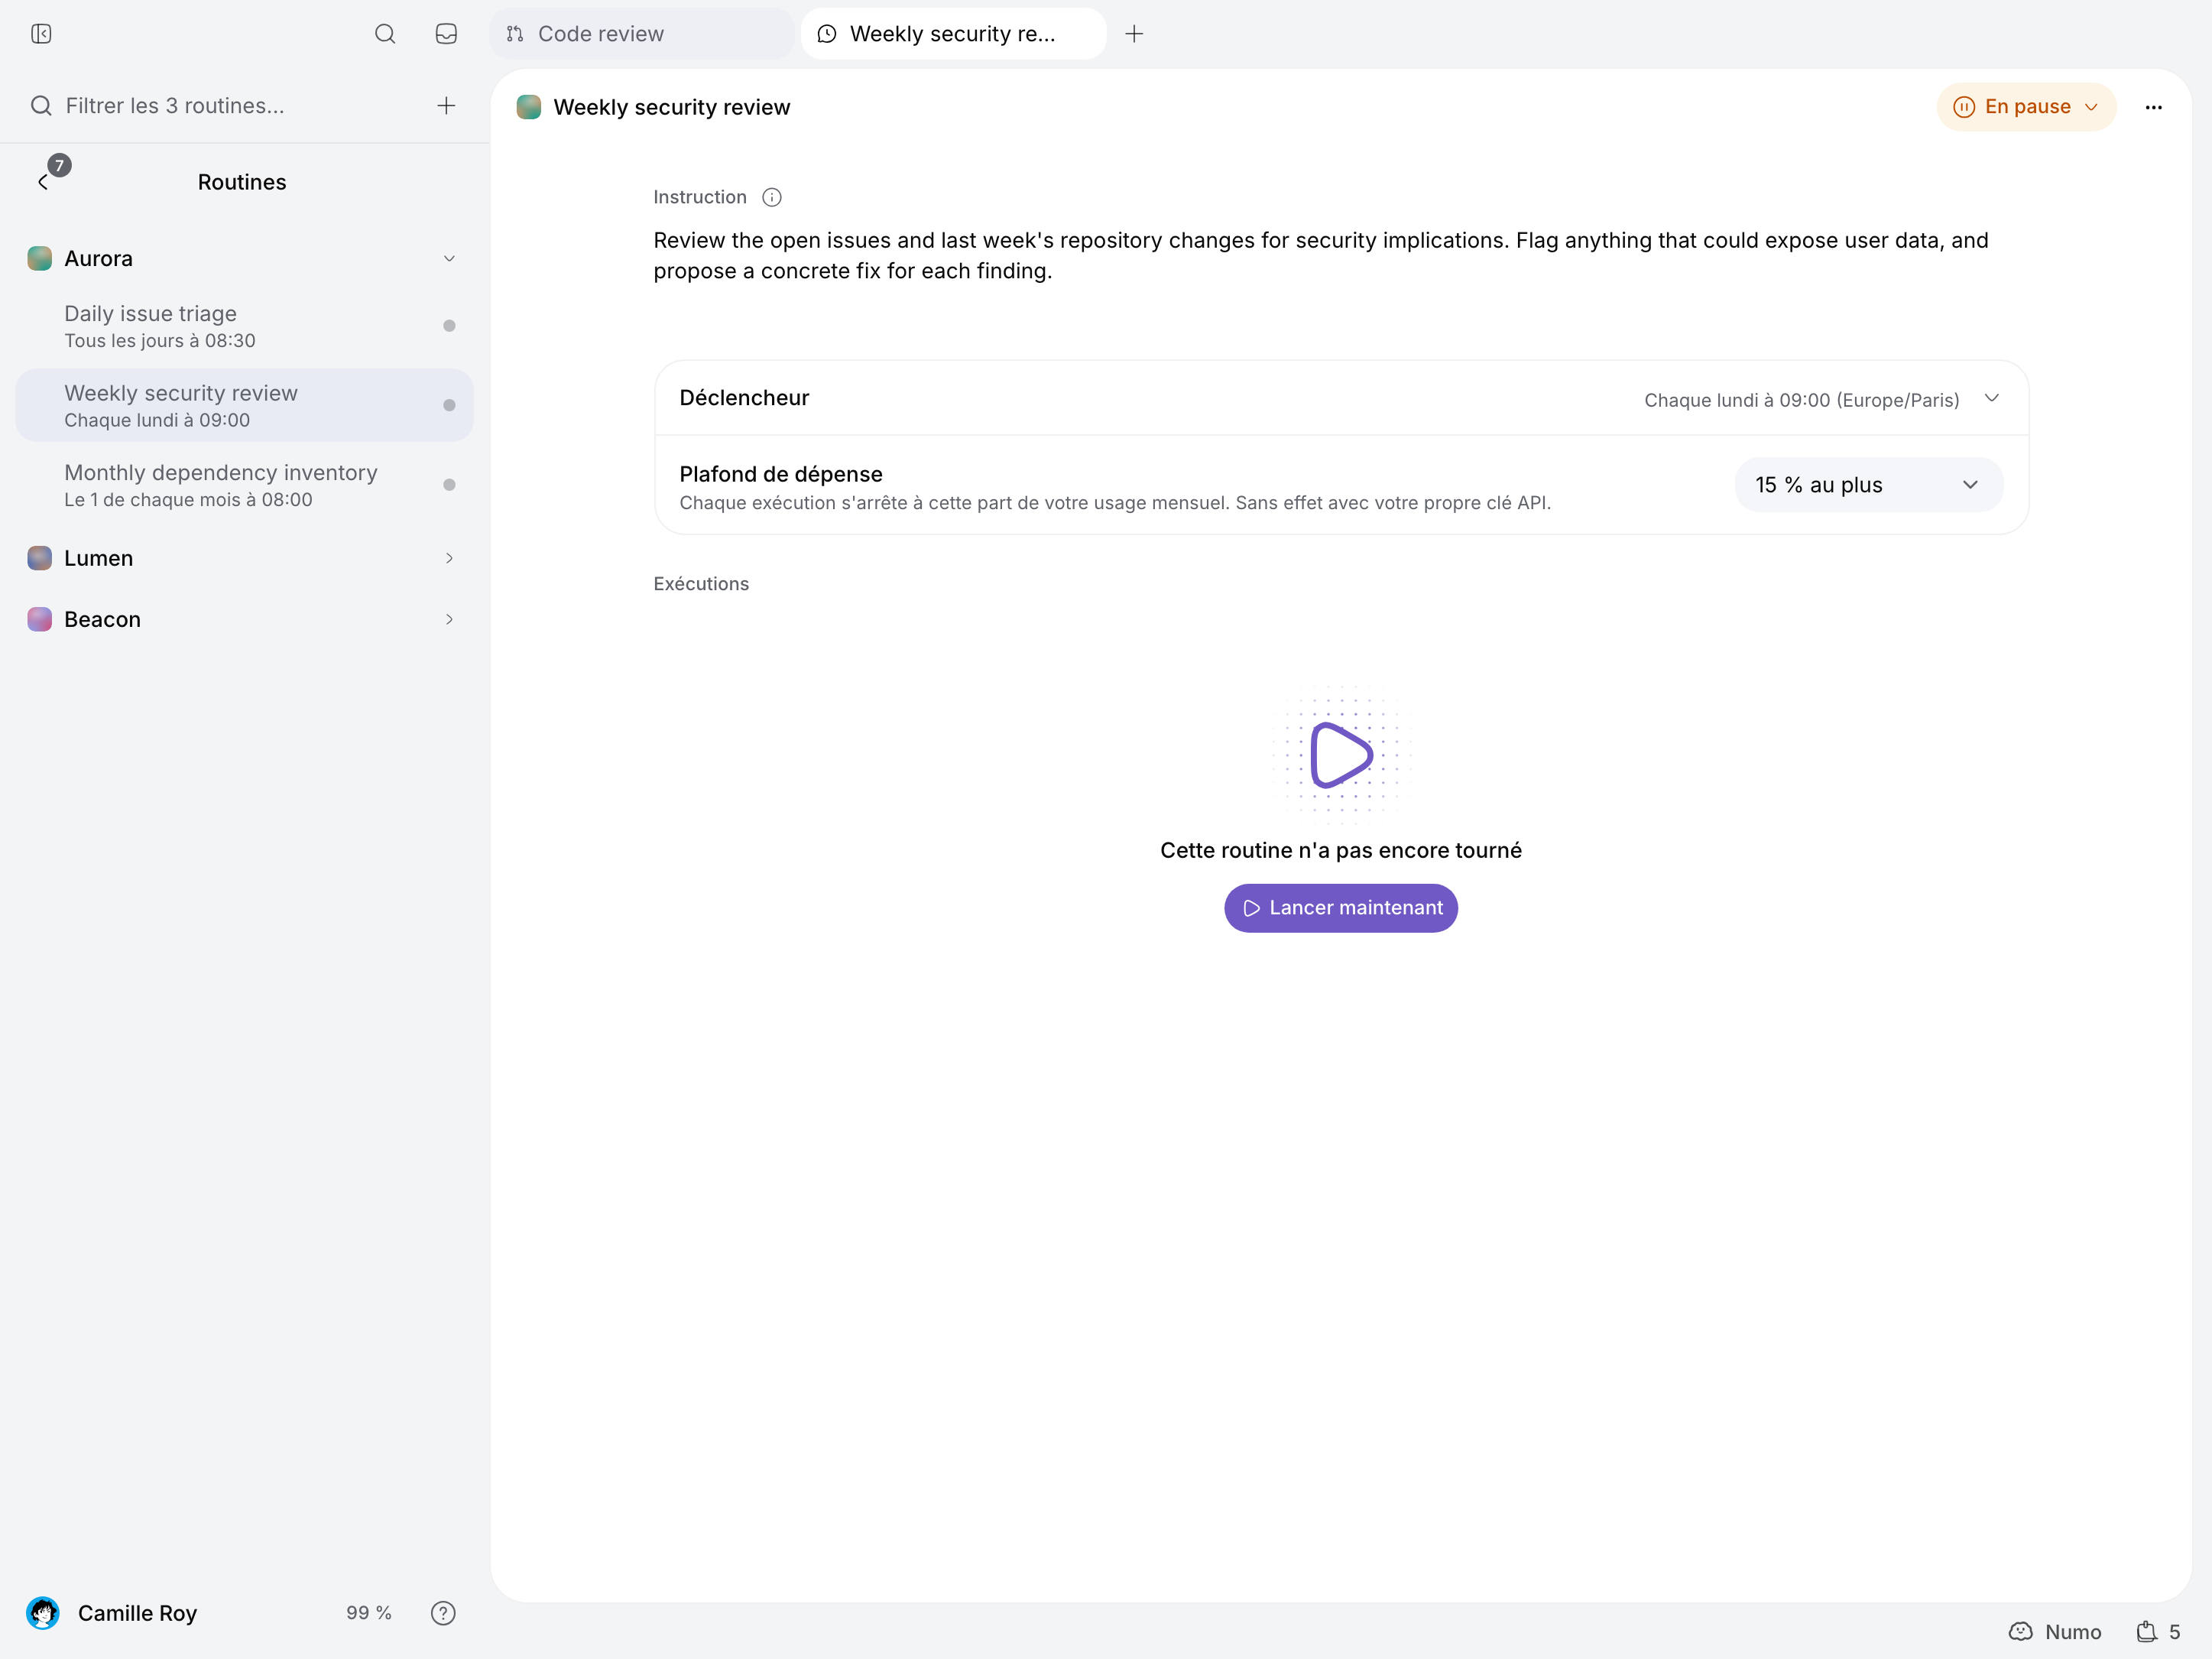 Code review
Weekly security re...
Filtrer les 3 routines...
7
Routines
Aurora
Daily issue triage
Tous les jours à 08:30
Weekly security review
Chaque lundi à 09:00
Monthly dependency inventory
Le 1 de chaque mois à 08:00
Lumen
Beacon
Camille Roy
99 %
Weekly security review
En pause
Instruction
Review the open issues and last week's repository changes for security implications. Flag anything that could expose user data, and
propose a concrete fix for each finding.
Déclencheur
Chaque lundi à 09:00 (Europe/Paris)
Plafond de dépense
Chaque exécution s'arrête à cette part de votre usage mensuel. Sans effet avec votre propre clé API.
15 % au plus
Exécutions
Cette routine n'a pas encore tourné
Lancer maintenant
Numo
5